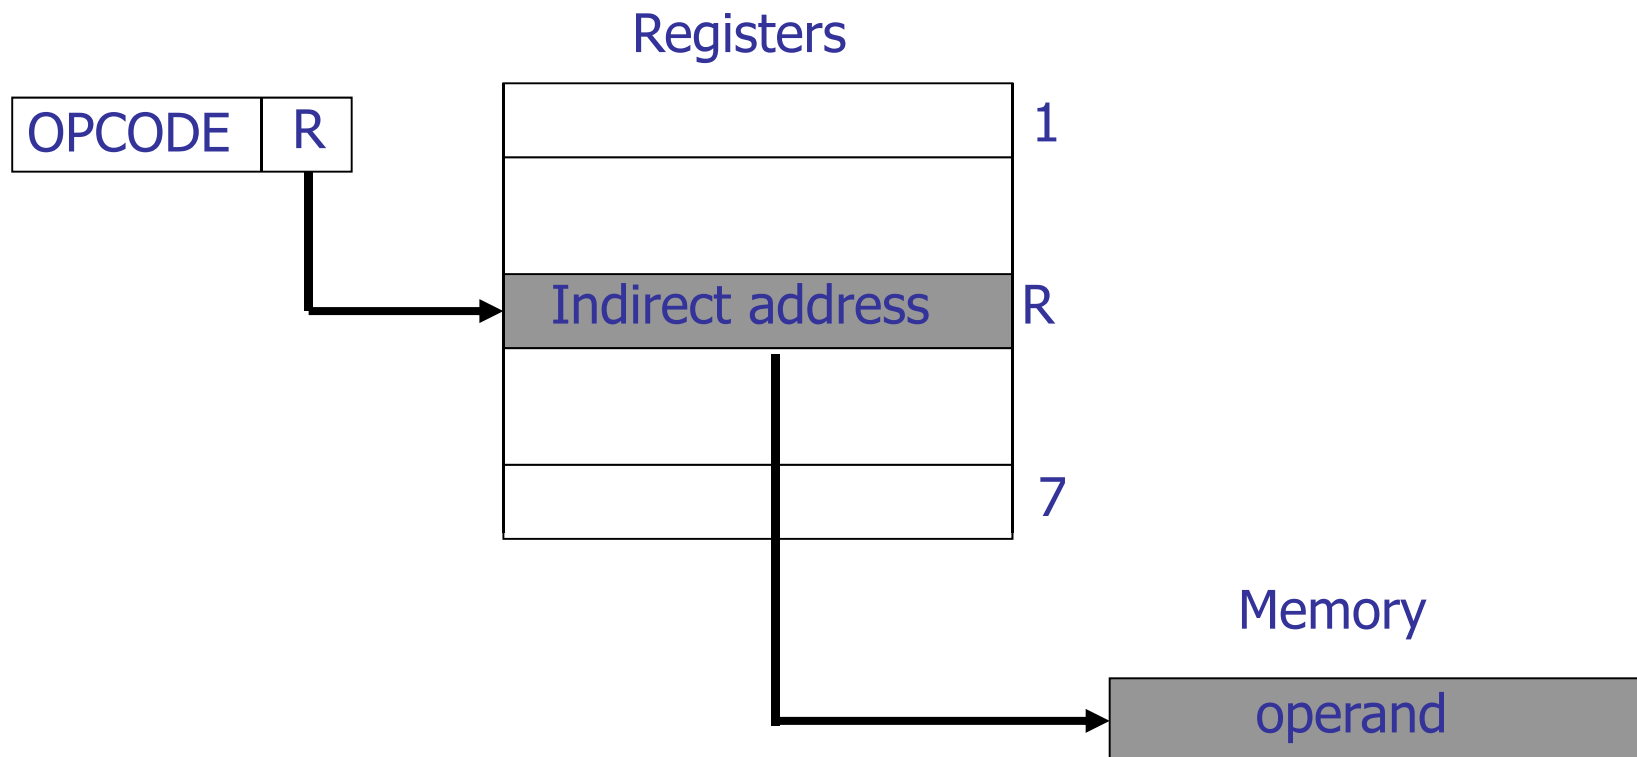 Registers
OPCODE R
1
Indirect address R
7
Memory
operand